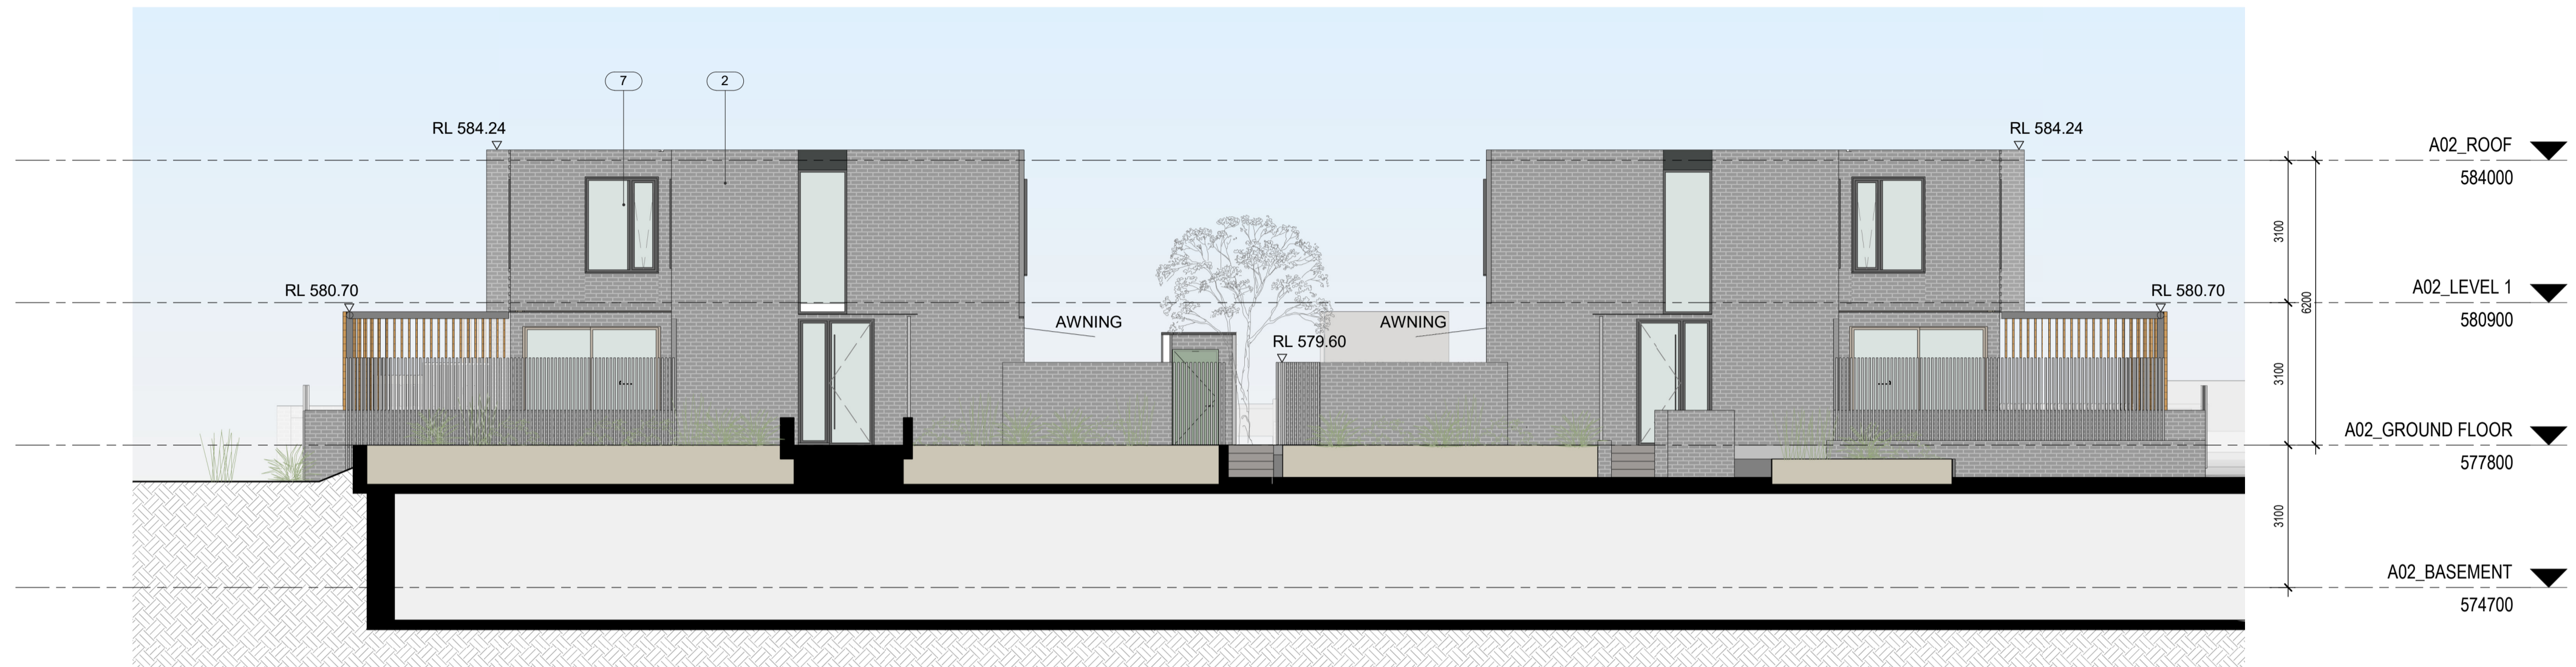 7
2
RL 584.24
RL 584.24
A02_ROOF
584000
3100
RL 580.70
RL 580.70
A02_LEVEL 1
580900
6200
AWNING
AWNING
RL 579.60
3100
A02_GROUND FLOOR
577800
3100
A02_BASEMENT
574700